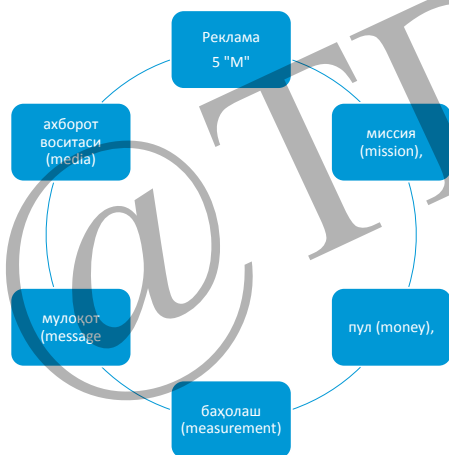 Реклама
5 "М"
миссия
(mission),
пул (money),
баҳолаш
(measurement)
мулоқот
(message
ахборот
воситаси
(media)